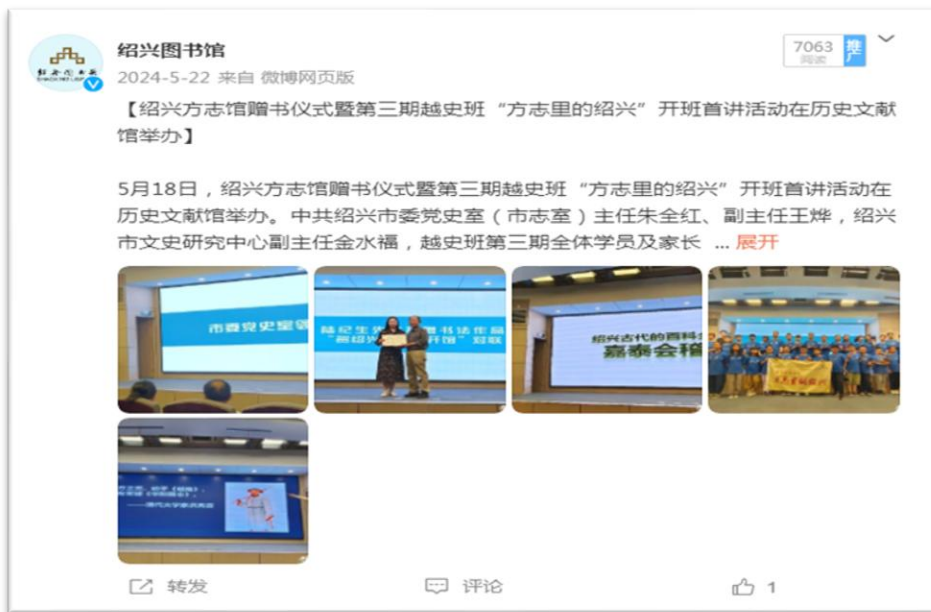 绍兴图书馆
7063
阅读
推广
2024-5-22 来自 微博网页版
【绍兴方志馆赠书仪式暨第三期越史班“方志里的绍兴”开班首讲活动在历史文献
馆举办】
5月18日，绍兴方志馆赠书仪式暨第三期越史班“方志里的绍兴”开班首讲活动在
历史文献馆举办。中共绍兴市委党史室（市志室）主任朱全红、副主任王烨，绍兴
市文史研究中心副主任金水福，越史班第三期全体学员及家长 ... 展开
市委党史室
绍兴古代的百科
嘉泰会稽
转发
评论
1